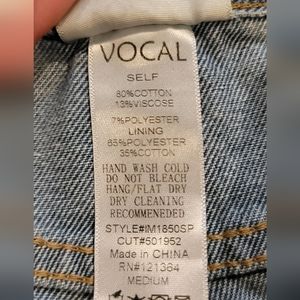 VOCAL
SELF
80%COTTON
13%VISCOSE
7%POLYESTER
LINING
65%POLYESTER
35%COTTON
HAND WASH COLD
DO NOT BLEACH
HANG/FLAT DRY
DRY CLEANING
RECOMMENEDED
STYLE#IM1850SP
CUT#501952
Made in CHINA
RN#121364
MEDIUM